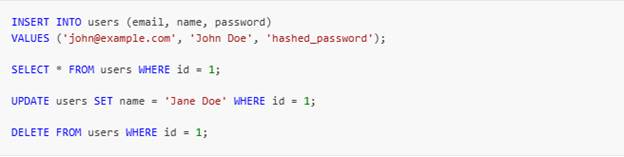 INSERT INTO users (email, name, password)
VALUES ('john@example.com', 'John Doe', 'hashed_password');
SELECT * FROM users WHERE id = 1;
UPDATE users SET name = 'Jane Doe' WHERE id = 1;
DELETE FROM users WHERE id = 1;